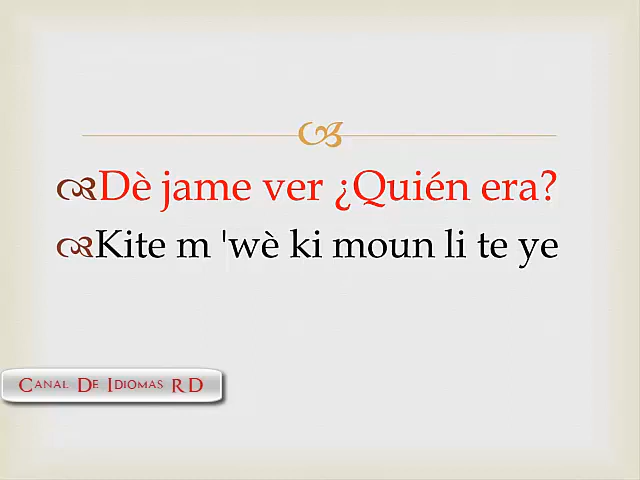 Dè jame ver ¿Quién era?
Kite m 'wè ki moun li te ye
Canal De Idiomas RD